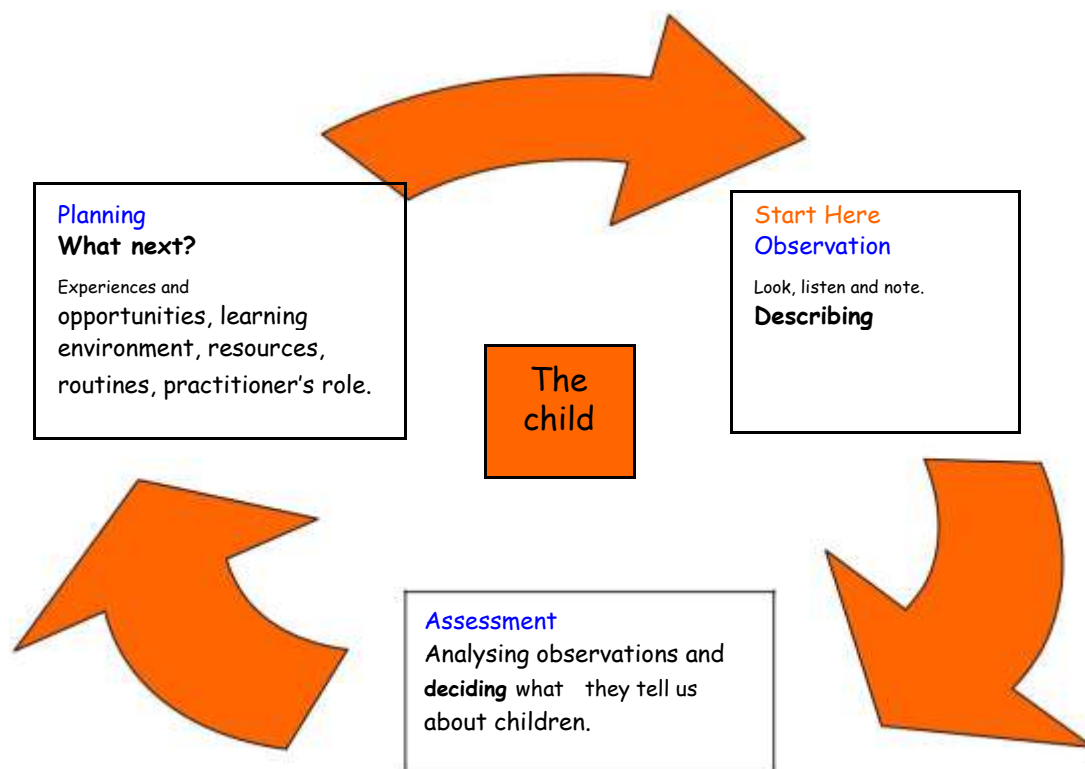 Start Here
Observation
Look, listen and note.
Describing
Assessment
Analysing observations and
deciding what they tell us
about children.
Planning
What next?
Experiences and
opportunities, learning
environment, resources,
routines, practitioner's role.
The
child